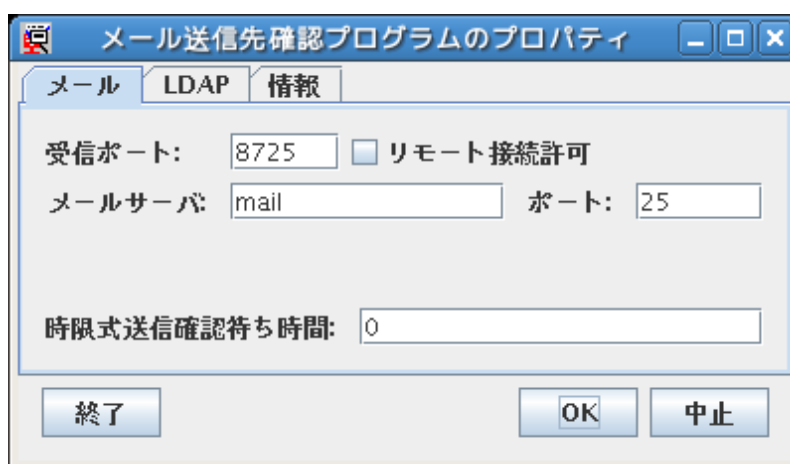 メール送信先確認プログラムのプロパティ
メール LDAP 情報
受信ポート: 8725 リモート接続許可
メールサーバ: mail ポート: 25
時限式送信確認待ち時間: 0
終了 OK 中止